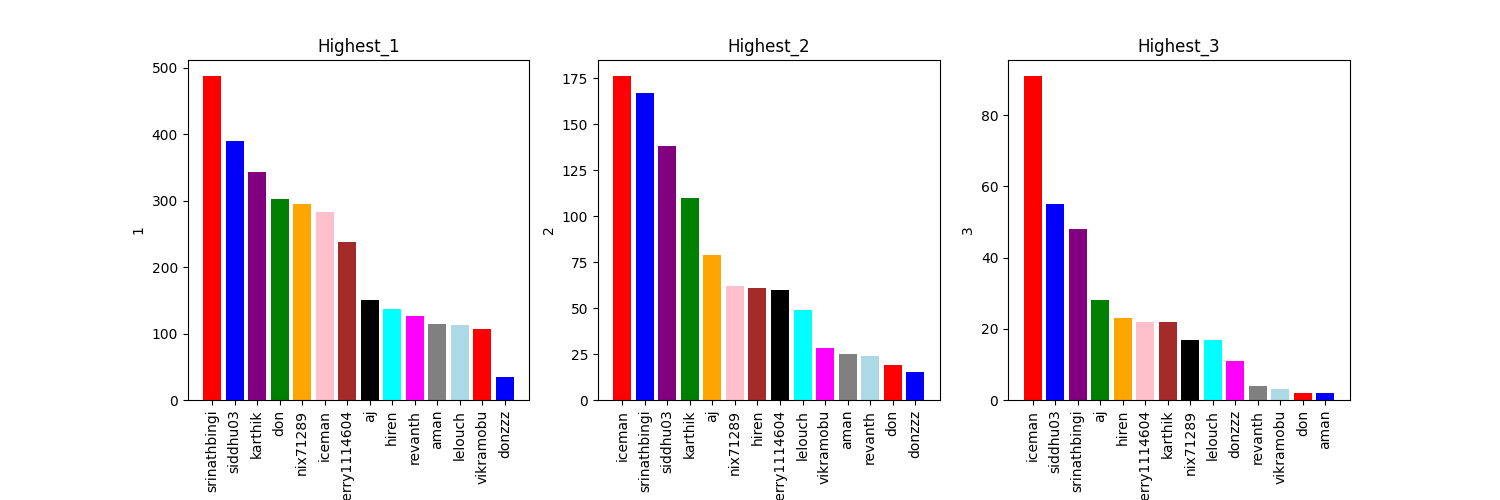 Highest_1
1
500
400
300
200
100
0
srinathbingi
siddhu03
karthik
don
nix71289
iceman
erry1114604
aj
hiren
revanth
aman
lelouch
vikramobu
donzzz
Highest_2
2
175
150
125
100
75
50
25
0
iceman
srinathbingi
siddhu03
karthik
aj
nix71289
hiren
erry1114604
lelouch
vikramobu
aman
revanth
don
donzzz
Highest_3
3
80
60
40
20
0
iceman
siddhu03
srinathbingi
aj
hiren
erry1114604
karthik
nix71289
lelouch
donzzz
revanth
vikramobu
don
aman